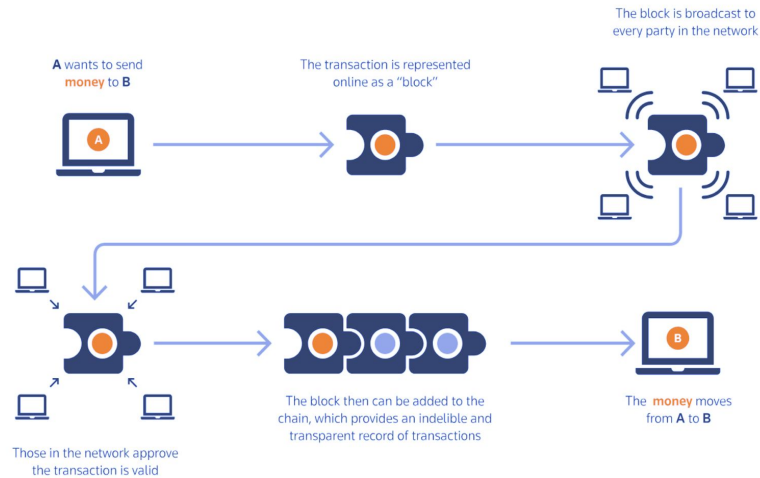 A wants to send
money to B
A
The transaction is represented
online as a “block”
The block is broadcast to
every party in the network
Those in the network approve
the transaction is valid
The block then can be added to the
chain, which provides an indelible and
transparent record of transactions
B
The money moves
from A to B